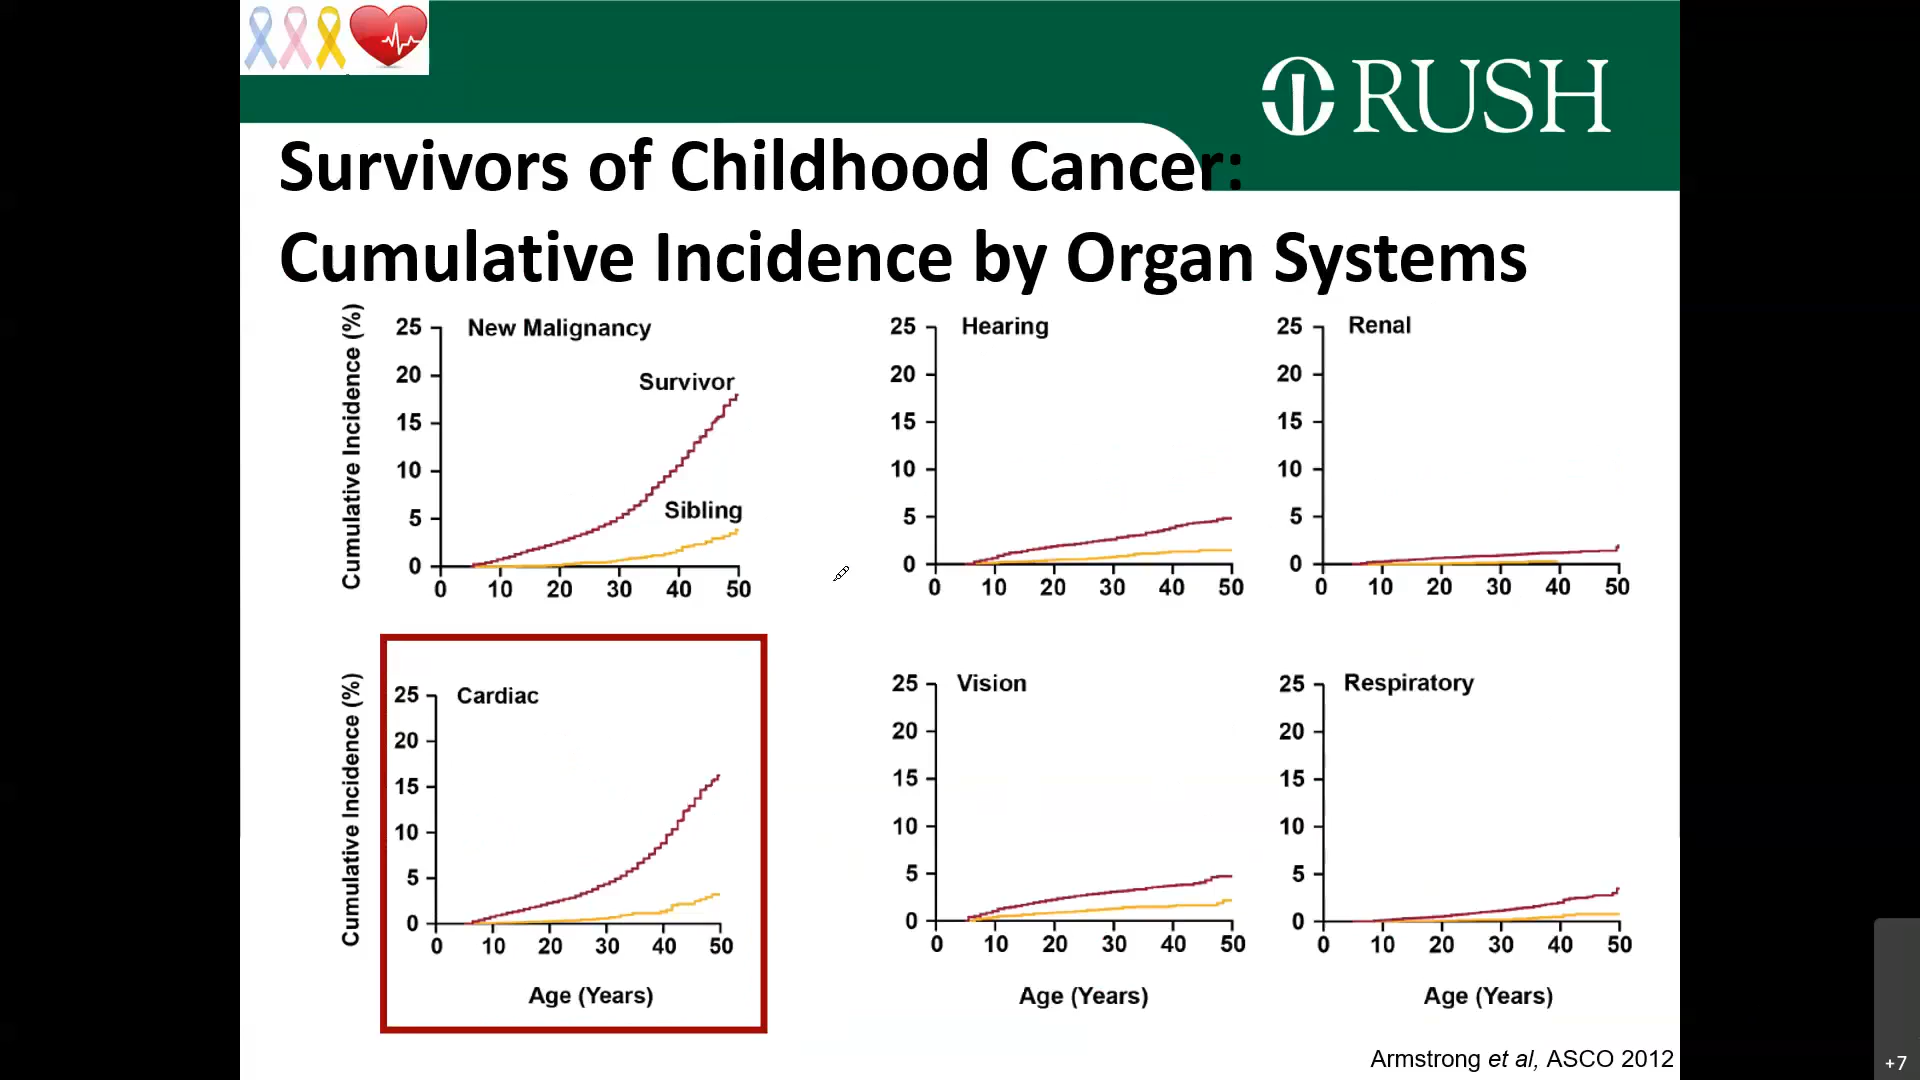 RUSH
Survivors of Childhood Cancer:
Cumulative Incidence by Organ Systems
Cumulative Incidence (%)
New Malignancy
25
20
15
10
5
0
Survivor
Sibling
0 10 20 30 40 50
Hearing
25
20
15
10
5
0
0 10 20 30 40 50
Renal
25
20
15
10
5
0
0 10 20 30 40 50
Cumulative Incidence (%)
Cardiac
25
20
15
10
5
0
0 10 20 30 40 50
Age (Years)
Vision
25
20
15
10
5
0
0 10 20 30 40 50
Age (Years)
Respiratory
25
20
15
10
5
0
0 10 20 30 40 50
Age (Years)
Armstrong et al, ASCO 2012
+7